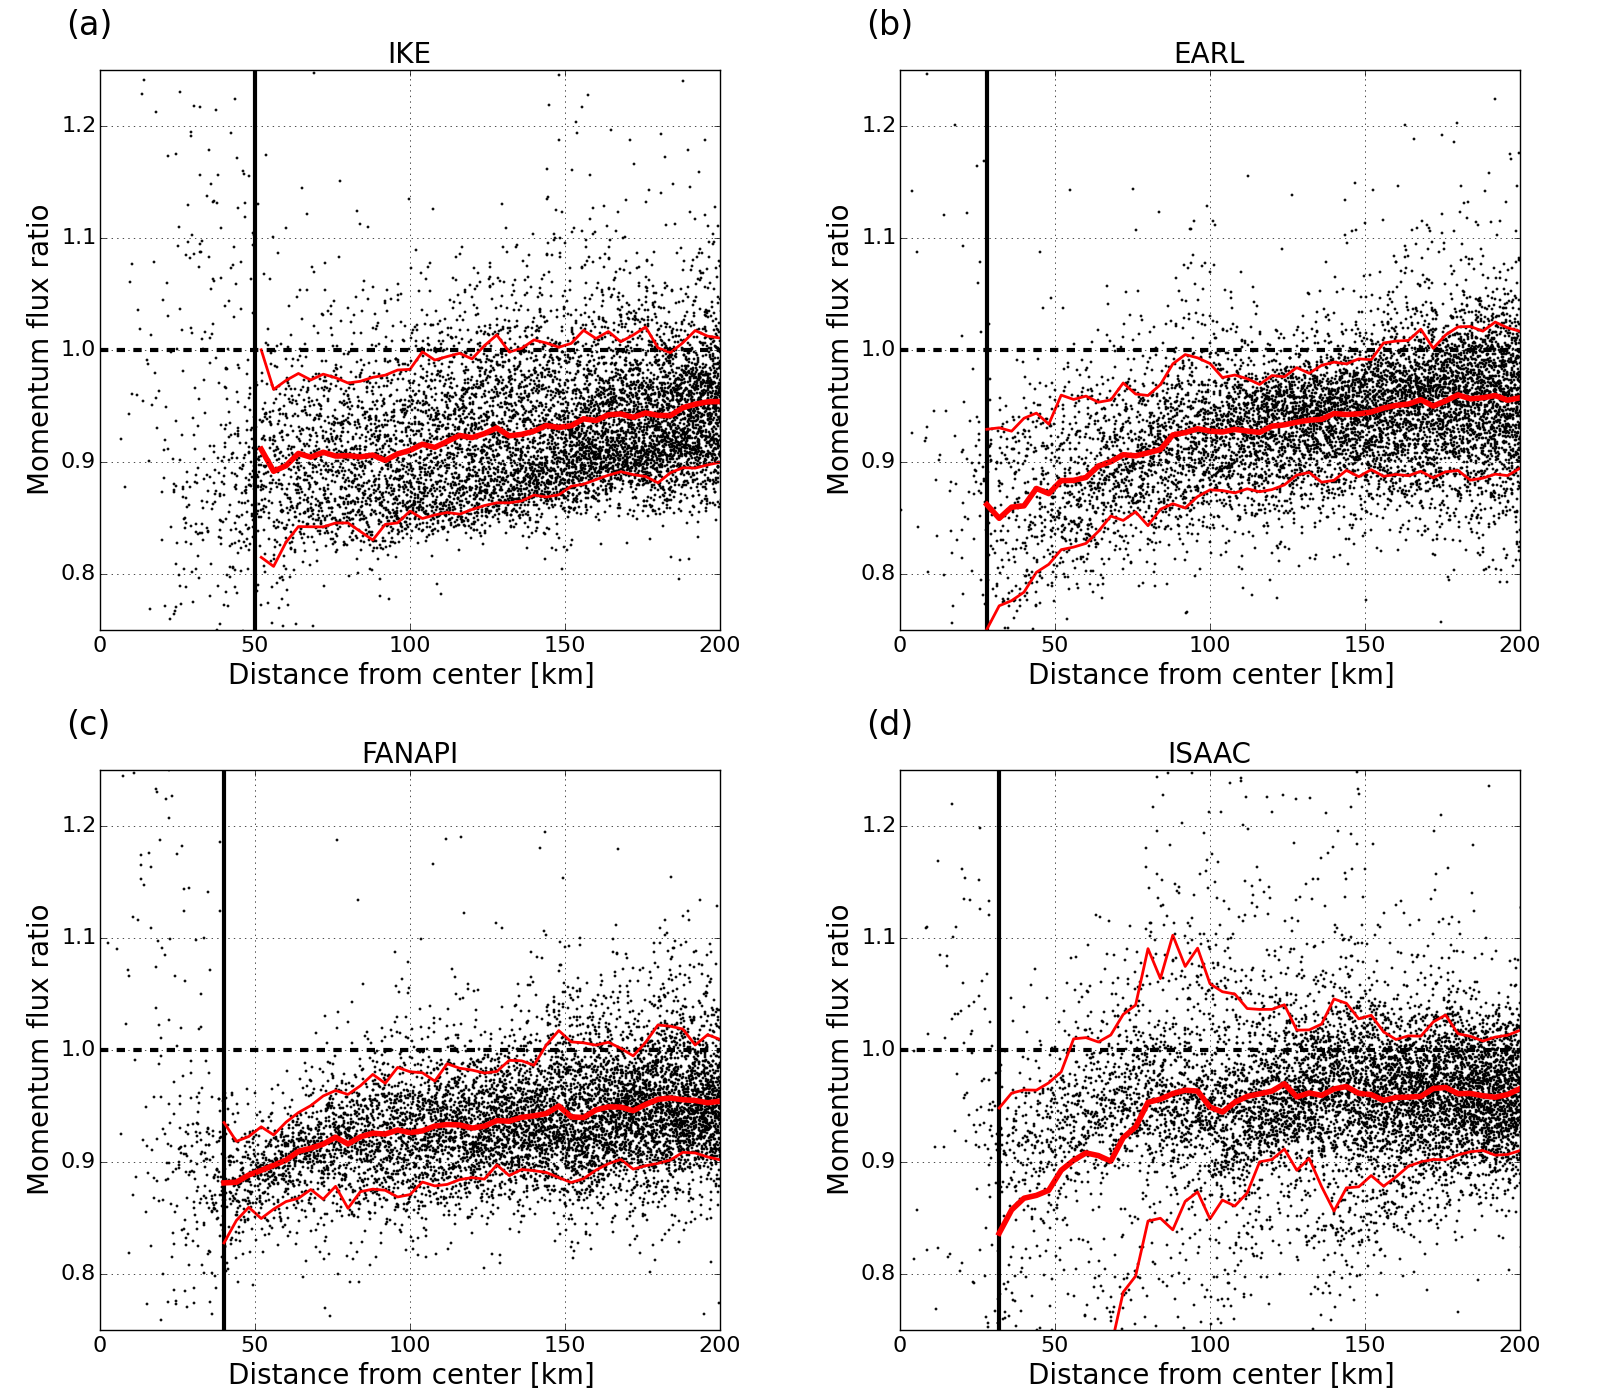 (a)
IKE
Momentum flux ratio
1.2
1.1
1.0
0.9
0.8
0 50 100 150 200
Distance from center [km]
(b)
EARL
Momentum flux ratio
1.2
1.1
1.0
0.9
0.8
0 50 100 150 200
Distance from center [km]
(c)
FANAPI
Momentum flux ratio
1.2
1.1
1.0
0.9
0.8
0 50 100 150 200
Distance from center [km]
(d)
ISAAC
Momentum flux ratio
1.2
1.1
1.0
0.9
0.8
0 50 100 150 200
Distance from center [km]